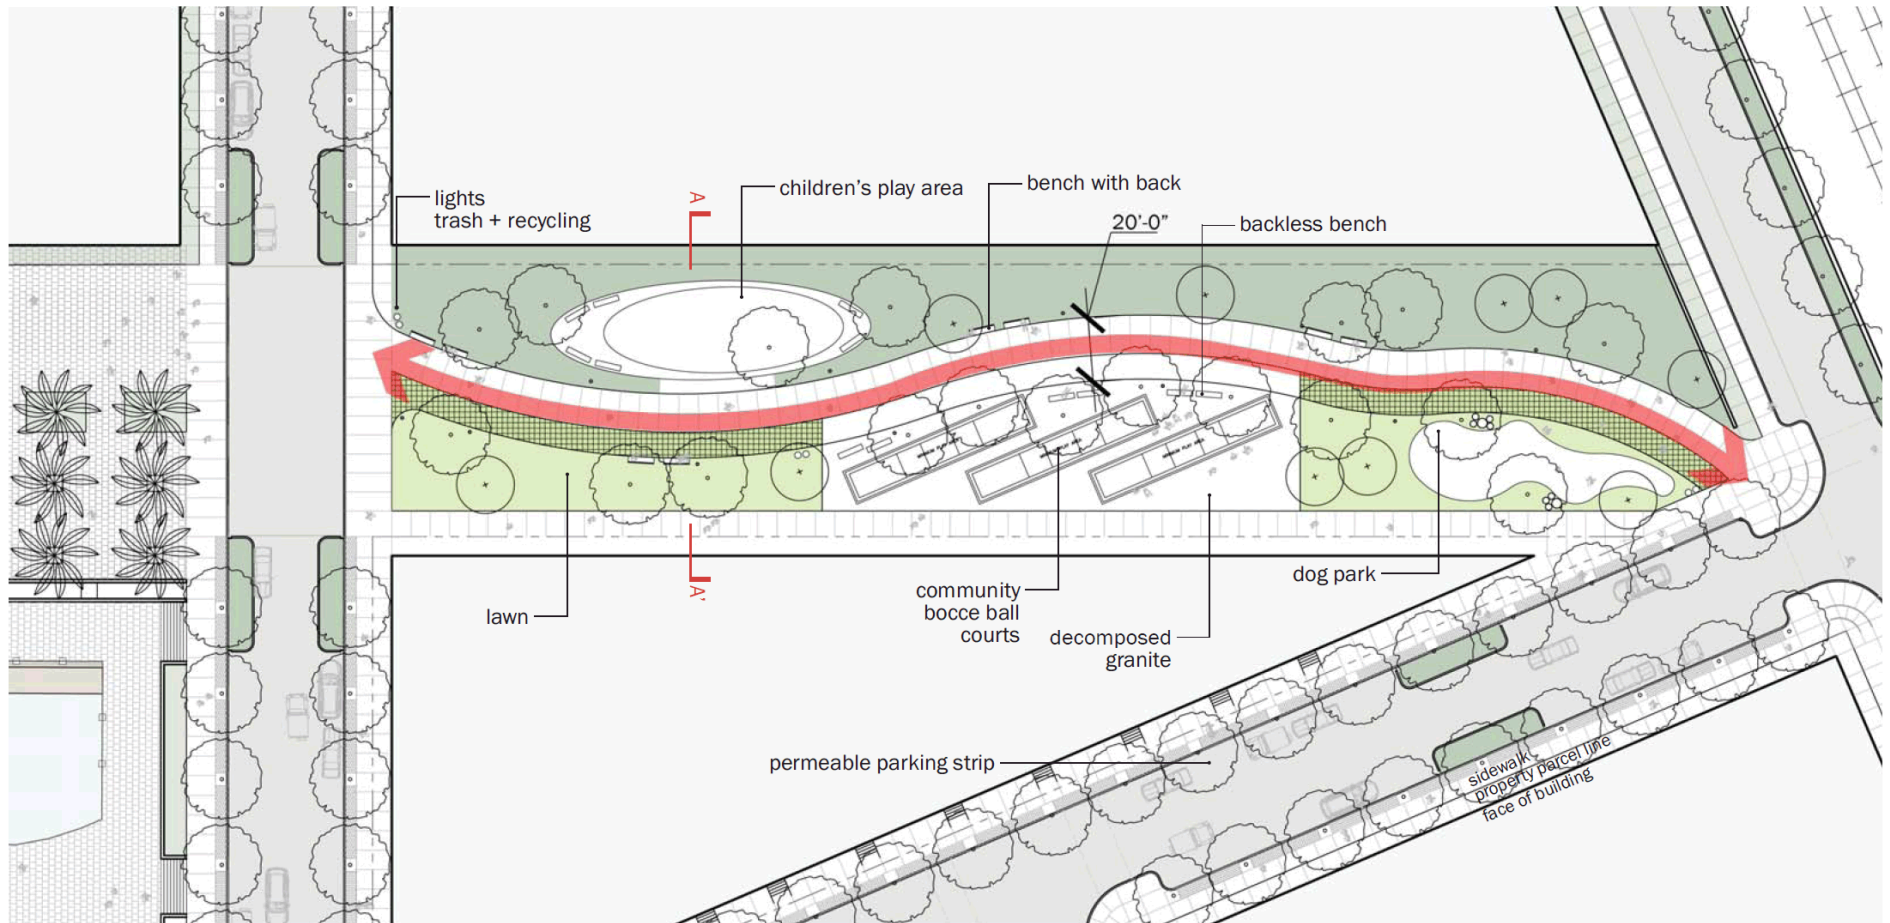 lights
trash + recycling
A
children's play area
bench with back
20'-0"
backless bench
lawn
A'
community
bocce ball
courts
decomposed
granite
dog park
permeable parking strip
sidewalk
property parcel line
face of building